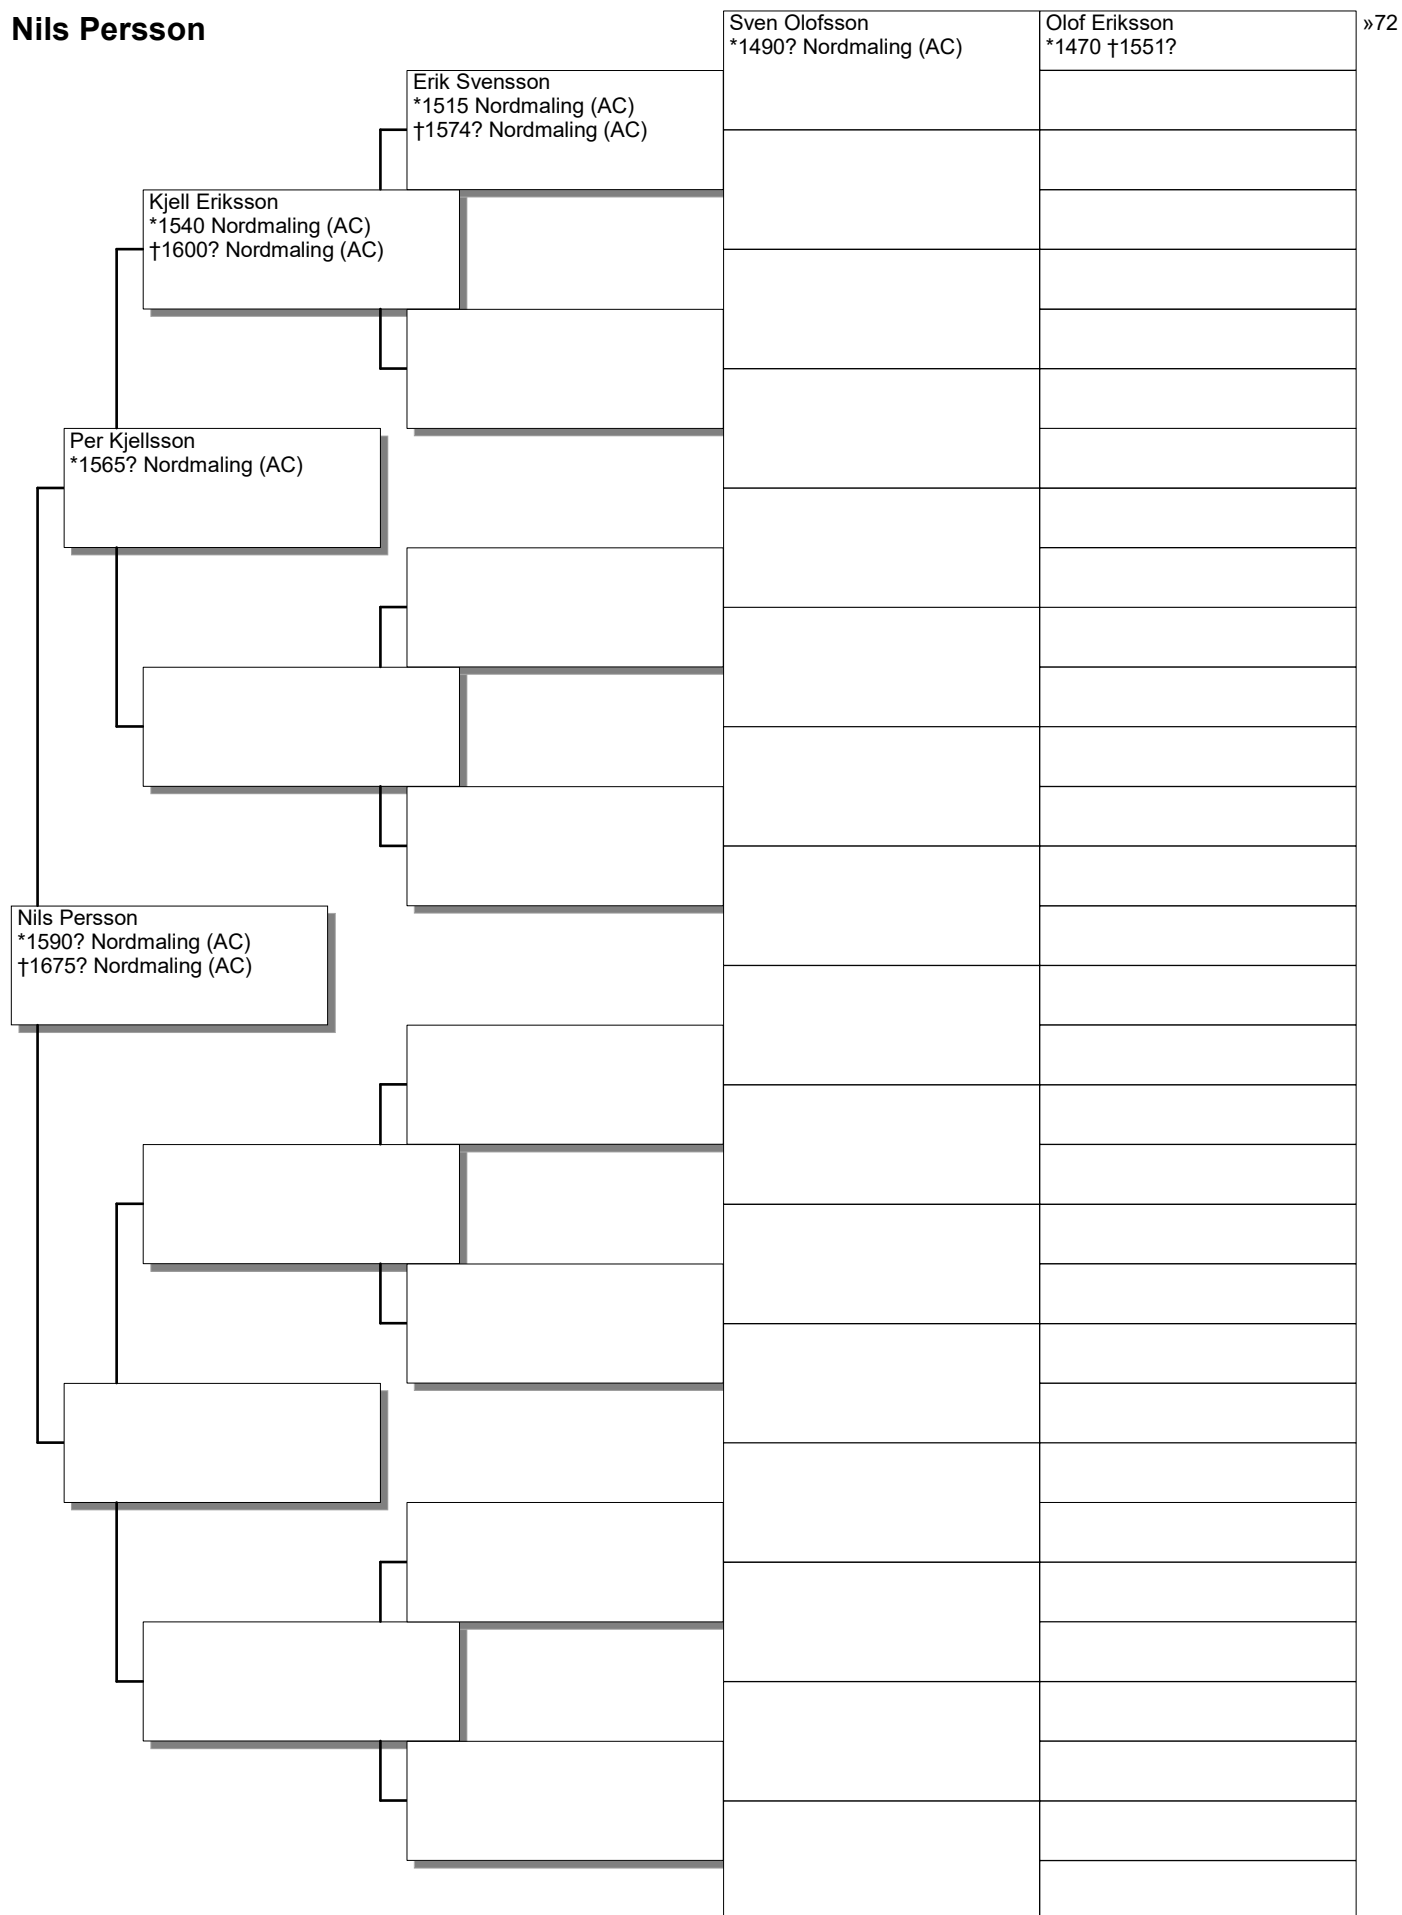 Nils Persson
Sven Olofsson
*1490? Nordmaling (AC)
Olof Eriksson
*1470 †1551?
»72
Erik Svensson
*1515 Nordmaling (AC)
†1574? Nordmaling (AC)
Kjell Eriksson
*1540 Nordmaling (AC)
†1600? Nordmaling (AC)
Per Kjellsson
*1565? Nordmaling (AC)
Nils Persson
*1590? Nordmaling (AC)
†1675? Nordmaling (AC)